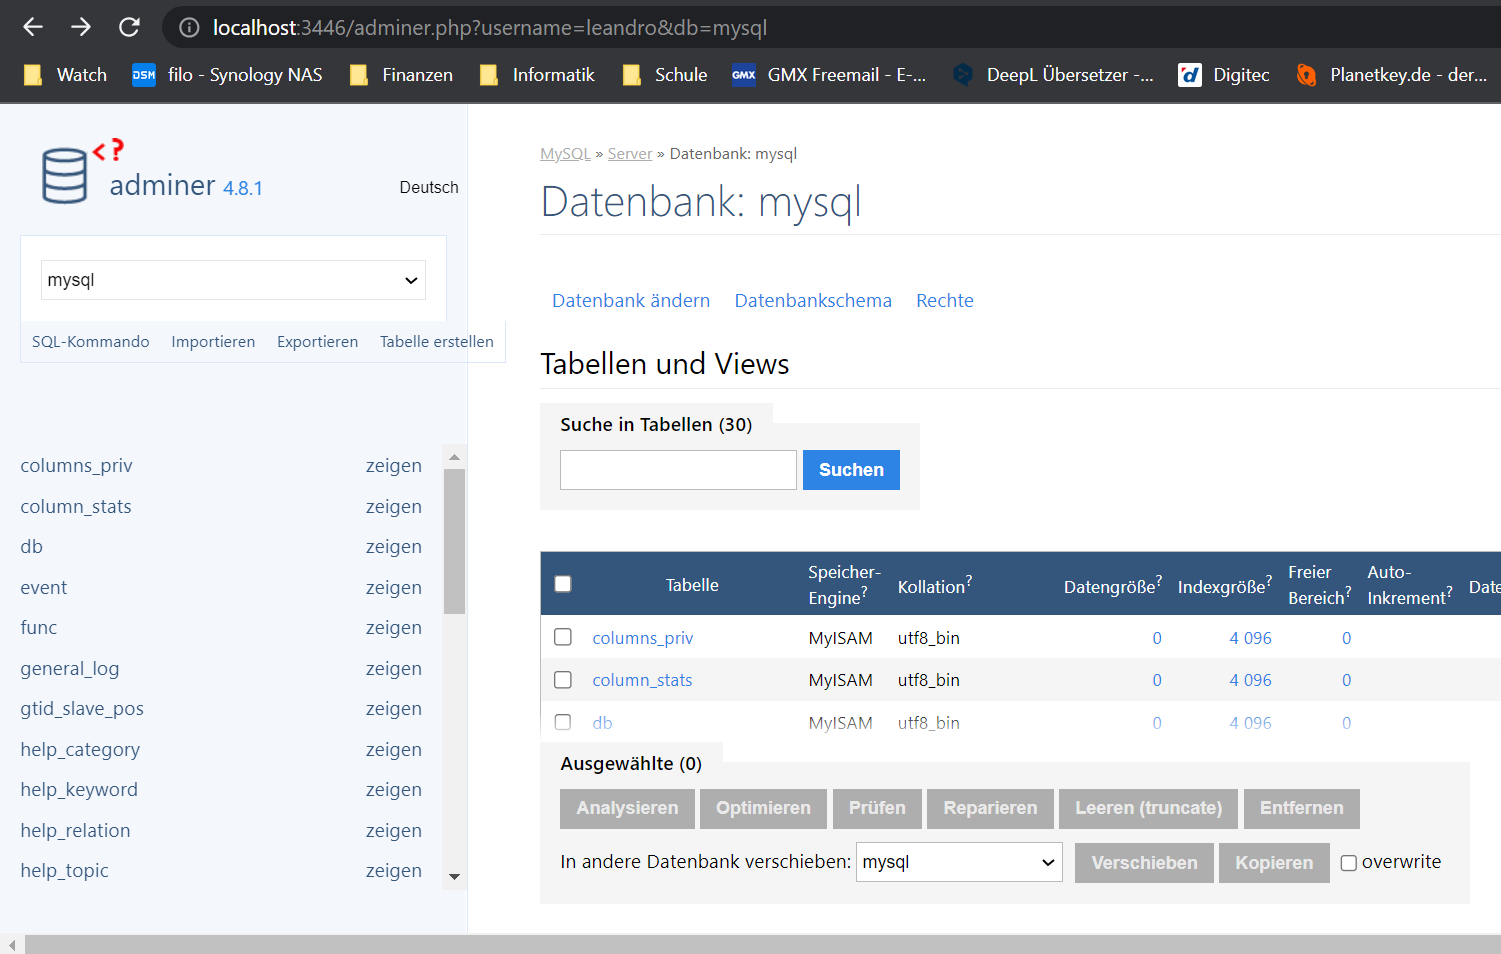 localhost:3446/adminer.php?username=leandro&db=mysql
Watch DSM filo - Synology NAS Finanzen Informatik Schule GMX GMX Freemail - E-... DeepL Übersetzer -... d Digitec Planetkey.de - der...
<?
adminer 4.8.1
Deutsch
mysql
SQL-Kommando Importieren Exportieren Tabelle erstellen
columns_priv zeigen
column_stats zeigen
db zeigen
event zeigen
func zeigen
general_log zeigen
gtid_slave_pos zeigen
help_category zeigen
help_keyword zeigen
help_relation zeigen
help_topic zeigen
MySQL » Server » Datenbank: mysql
Datenbank: mysql
Datenbank ändern Datenbankschema Rechte
Tabellen und Views
Suche in Tabellen (30)
Suchen
Tabelle Speicher-Engine? Kollation? Datengröße? Indexgröße? Freier Bereich? Auto-Inkrement? Date
columns_priv MyISAM utf8_bin 0 4 096 0
column_stats MyISAM utf8_bin 0 4 096 0
db MyISAM utf8_bin 0 4 096 0
Ausgewählte (0)
Analysieren Optimieren Prüfen Reparieren Leeren (truncate) Entfernen
In andere Datenbank verschieben: mysql Verschieben Kopieren overwrite